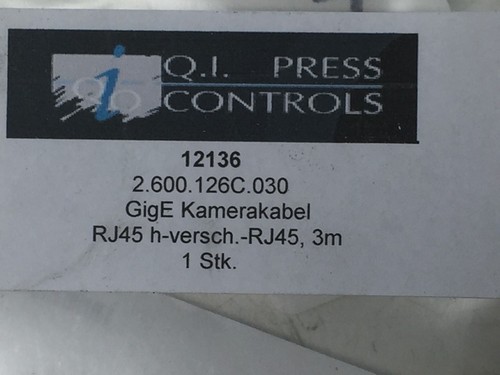 Q.I. PRESS
CONTROLS
12136
2.600.126C.030
GigE Kamerakabel
RJ45 h-versch.-RJ45, 3m
1 Stk.